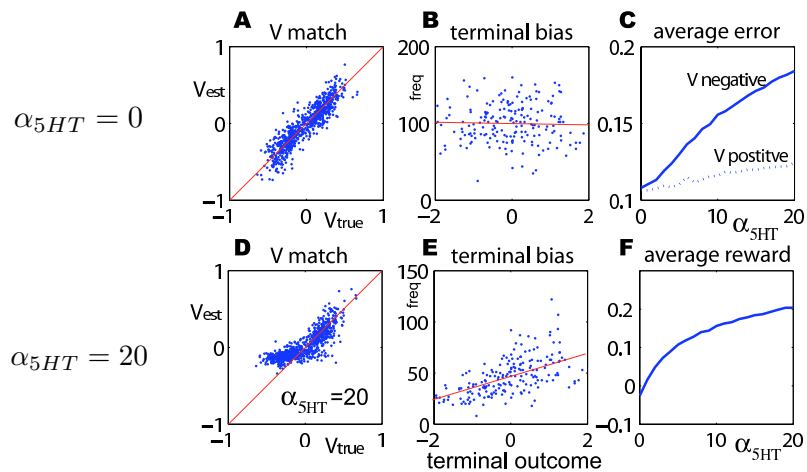 A B C
V match terminal bias average error
α5HT = 0
1 0 −1
Vest
−1 0 1
Vtrue
200 100 0
freq
−2 0 2
0.2 0.15 0.1
V negative
V postitve
0 10 20
α5HT
D E F
V match terminal bias average reward
α5HT = 20
1 0 −1
Vest
α5HT =20
−1 0 1
Vtrue
150 100 50 0
freq
−2 0 2
terminal outcome
0.2 0.1 0
0 10 20
α5HT